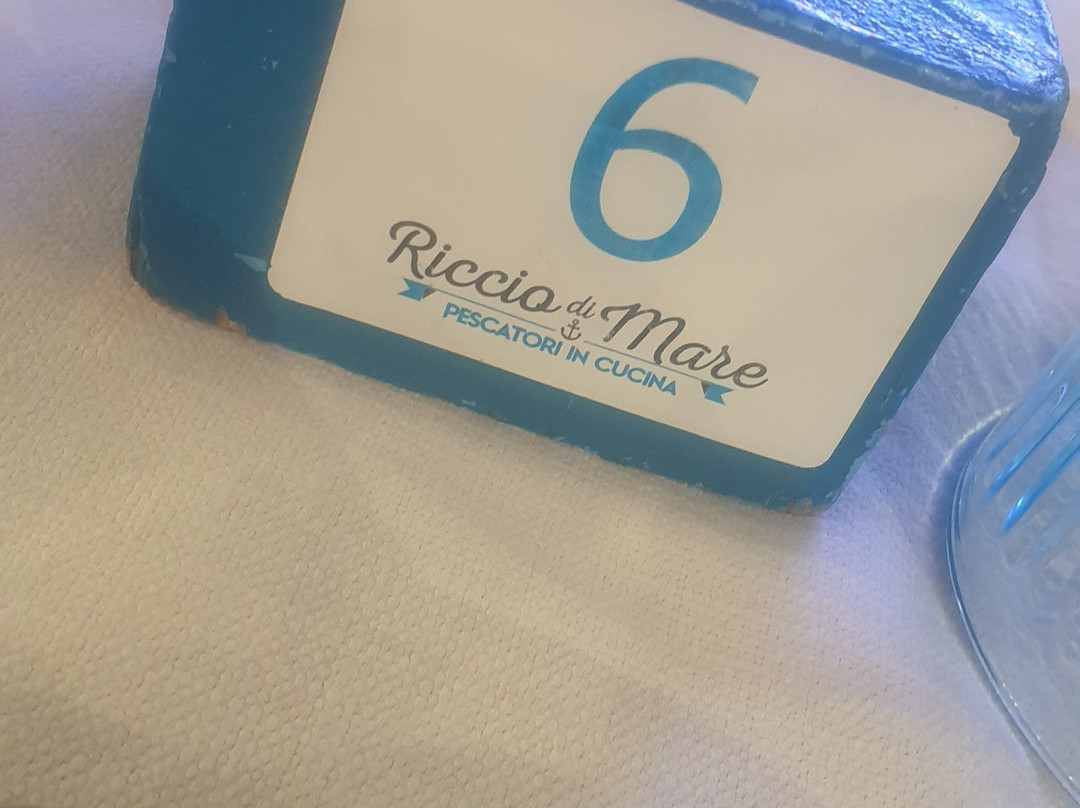 6
Riccio di Mare
PESCATORI IN CUCINA